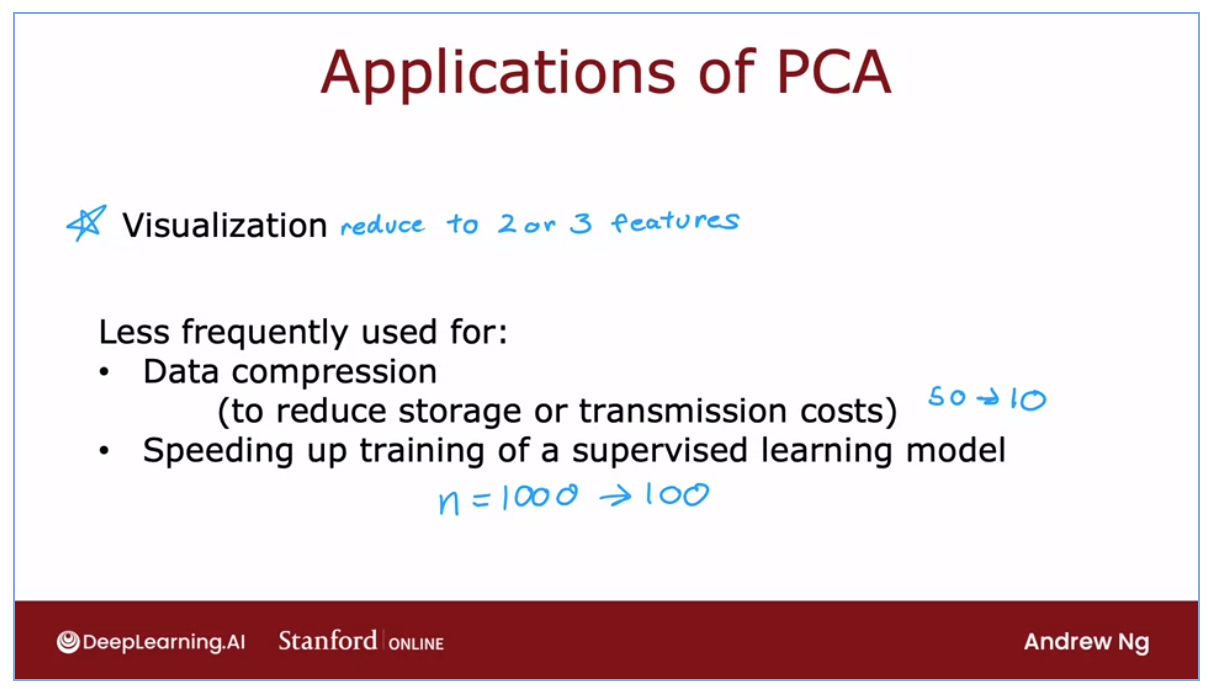 Applications of PCA
Visualization reduce to 2 or 3 features
Less frequently used for:
• Data compression
(to reduce storage or transmission costs) 50 → 10
• Speeding up training of a supervised learning model
n = 1000 → 100
DeepLearning.AI Stanford | ONLINE Andrew Ng